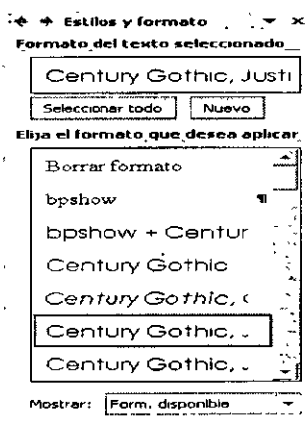 Estilos y formato
Formato del texto seleccionado
Century Gothic, Justi
Seleccionar todo Nuevo
Elija el formato que desea aplicar
Borrar formato
bpshow ¶
bpshow + Centur
Century Gothic
Century Gothic, (
Century Gothic, .
Century Gothic, .
Mostrar: Form. disponible